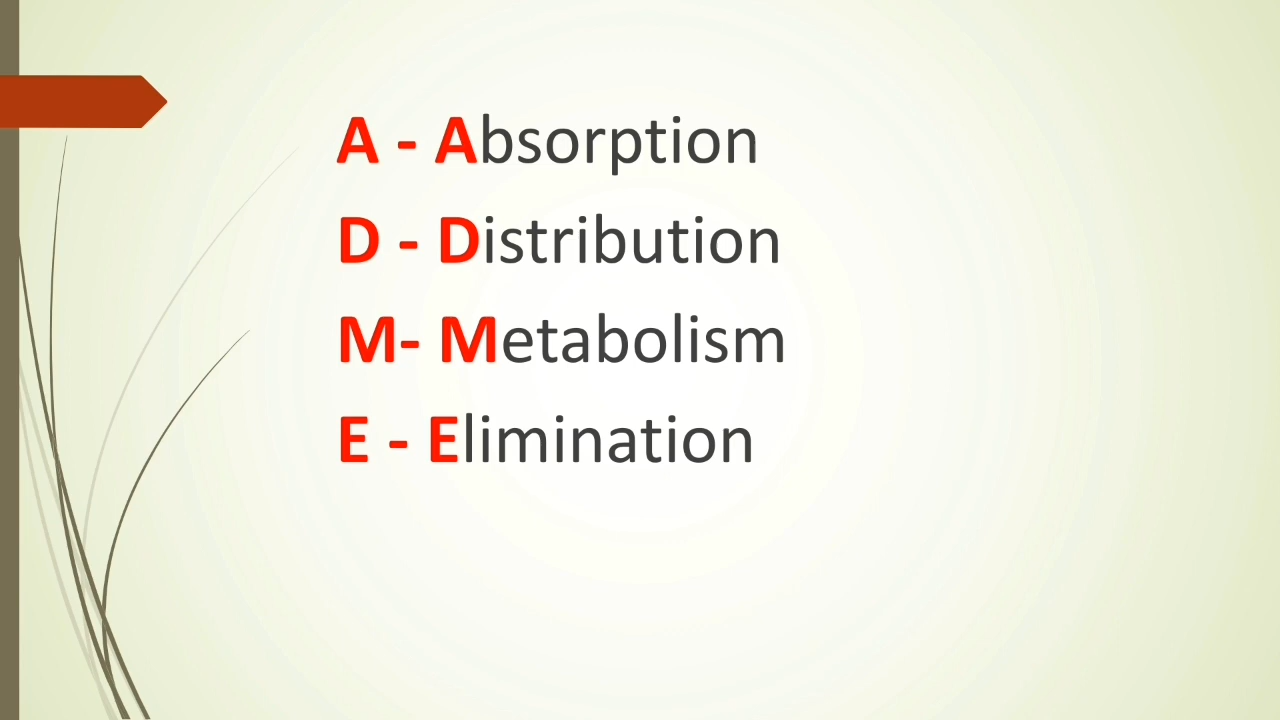 A - Absorption
D - Distribution
M- Metabolism
E - Elimination